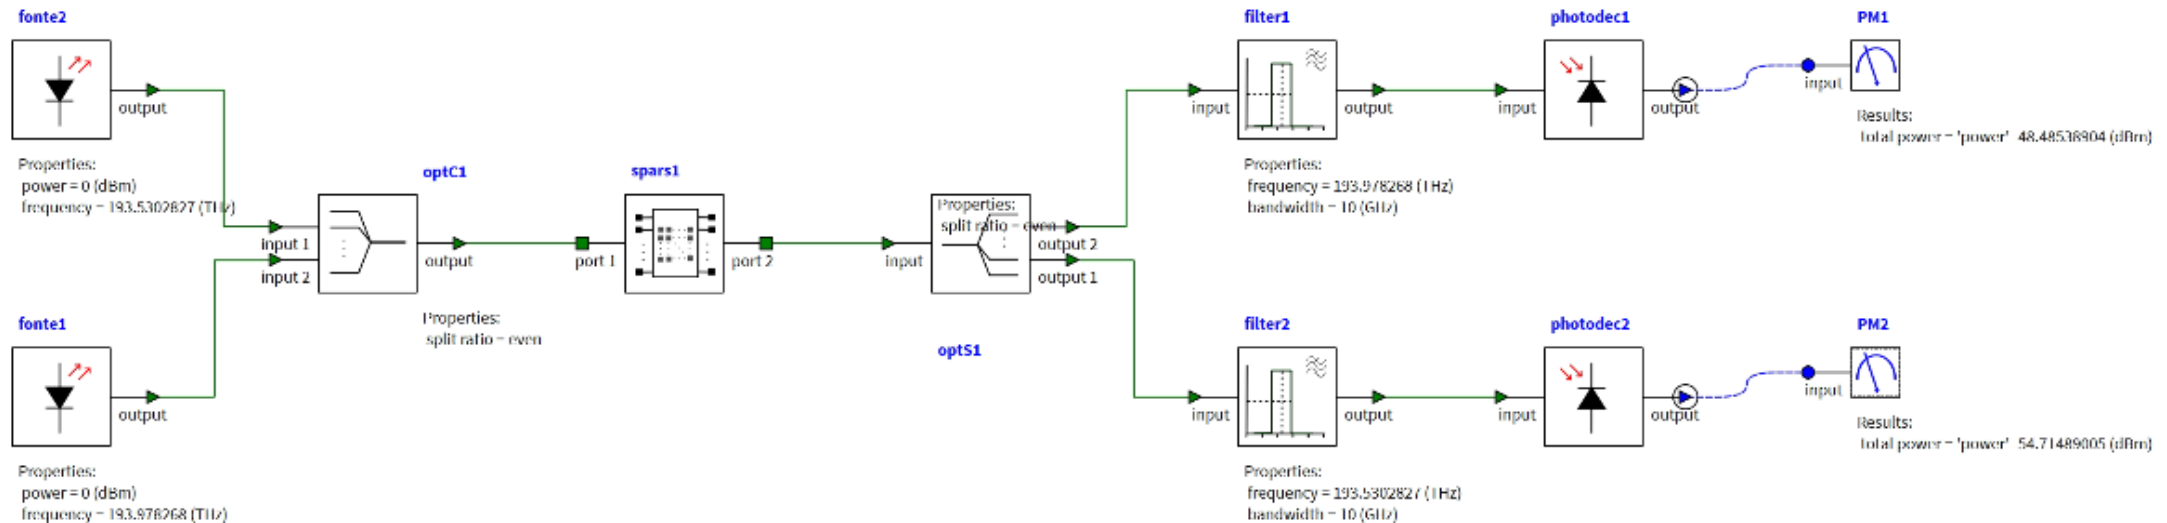 fonte2
output
Properties:
power = 0 (dBm)
frequency = 193.5302827 (THz)
fonte1
output
Properties:
power = 0 (dBm)
frequency = 193.978268 (THz)
optC1
input 1
input 2
output
Properties:
split ratio = even
spars1
port 1
port 2
Properties:
split ratio = even
input
output 2
output 1
optS1
filter1
input
output
Properties:
frequency = 193.978268 (THz)
bandwidth = 10 (GHz)
photodec1
input
output
PM1
input
Results:
total power = 'power' 48.48538904 (dBm)
filter2
input
output
Properties:
frequency = 193.5302827 (THz)
bandwidth = 10 (GHz)
photodec2
input
output
PM2
input
Results:
total power = 'power' 54.71489005 (dBm)